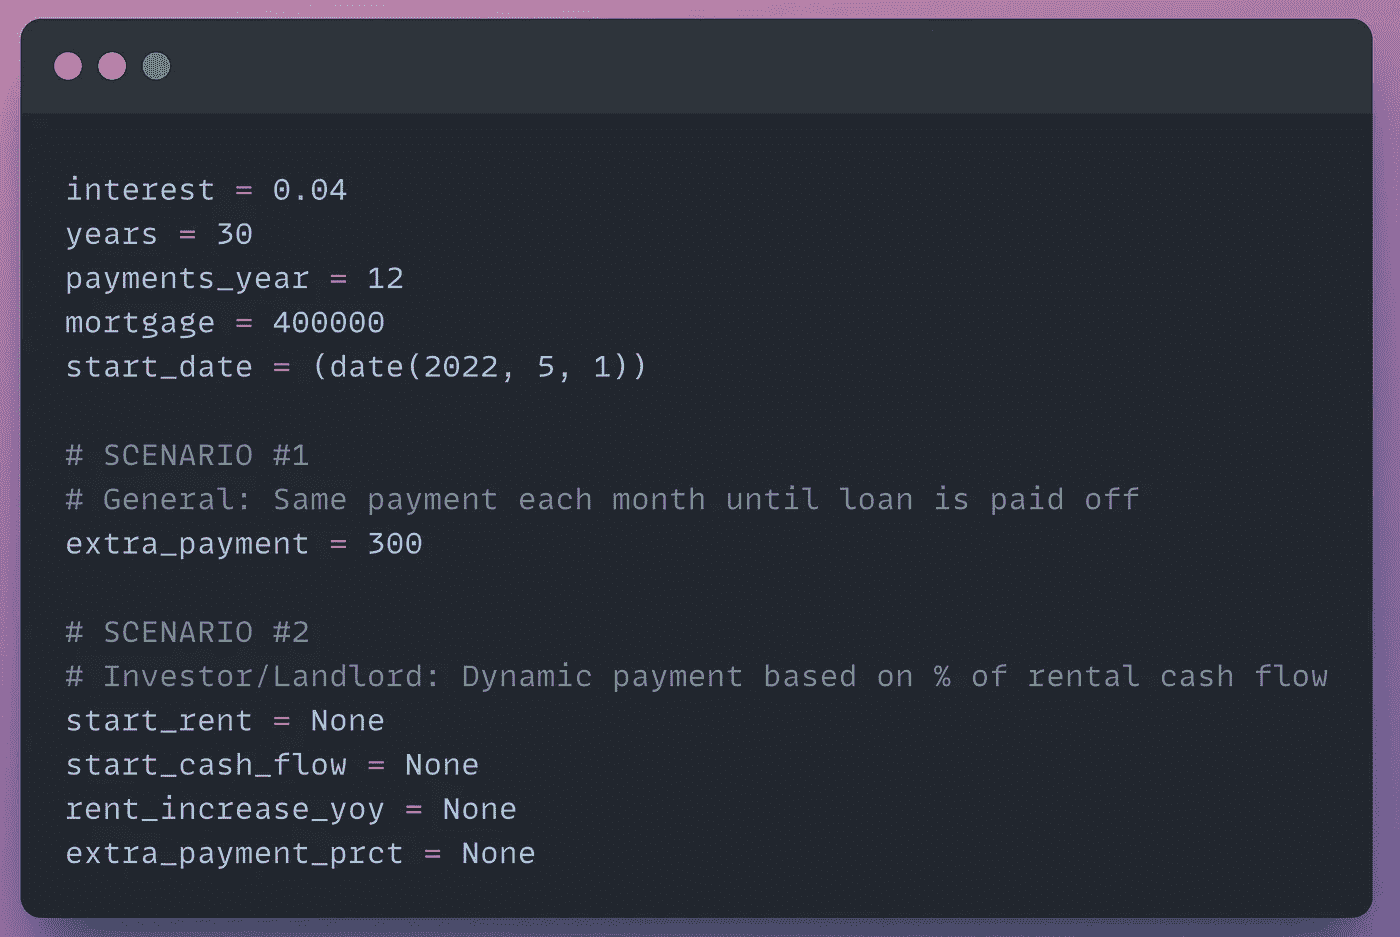 interest = 0.04
years = 30
payments_year = 12
mortgage = 400000
start_date = (date(2022, 5, 1))
# SCENARIO #1
# General: Same payment each month until loan is paid off
extra_payment = 300
# SCENARIO #2
# Investor/Landlord: Dynamic payment based on % of rental cash flow
start_rent = None
start_cash_flow = None
rent_increase_yoy = None
extra_payment_prct = None